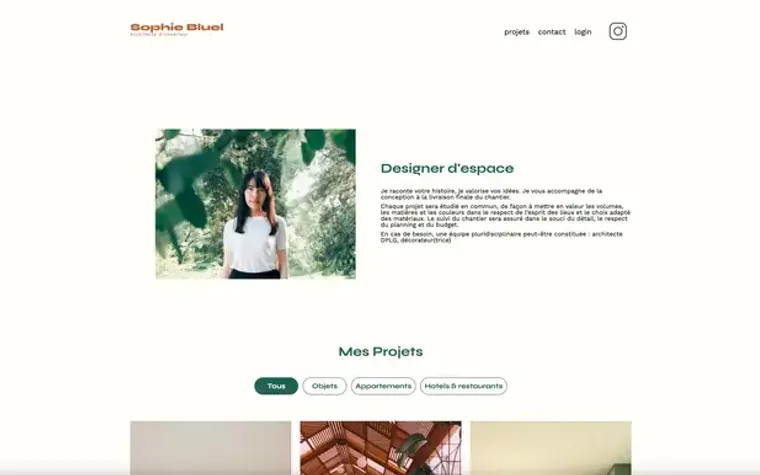 Sophie Bluel
Architecte d'intérieur
projets contact login
Designer d'espace
Je raconte votre histoire, je valorise vos idées. Je vous accompagne de la
conception à la livraison finale du chantier.
Chaque projet sera étudié en commun, de façon à mettre en valeur les volumes,
les matières et les couleurs dans le respect de l'esprit des lieux et le choix adapté
des matériaux. Le suivi du chantier sera assuré dans le souci du détail, le respect
du planning et du budget.
En cas de besoin, une équipe pluridisciplinaire peut-être constituée : architecte
DPLG, décorateur(trice)
Mes Projets
Tous Objets Appartements Hotels & restaurants